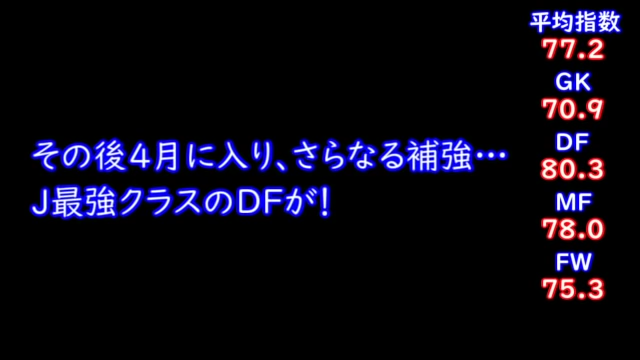 その後4月に入り、さらなる補強…
J最強クラスのDFが！
平均指数
77.2
GK
70.9
DF
80.3
MF
78.0
FW
75.3